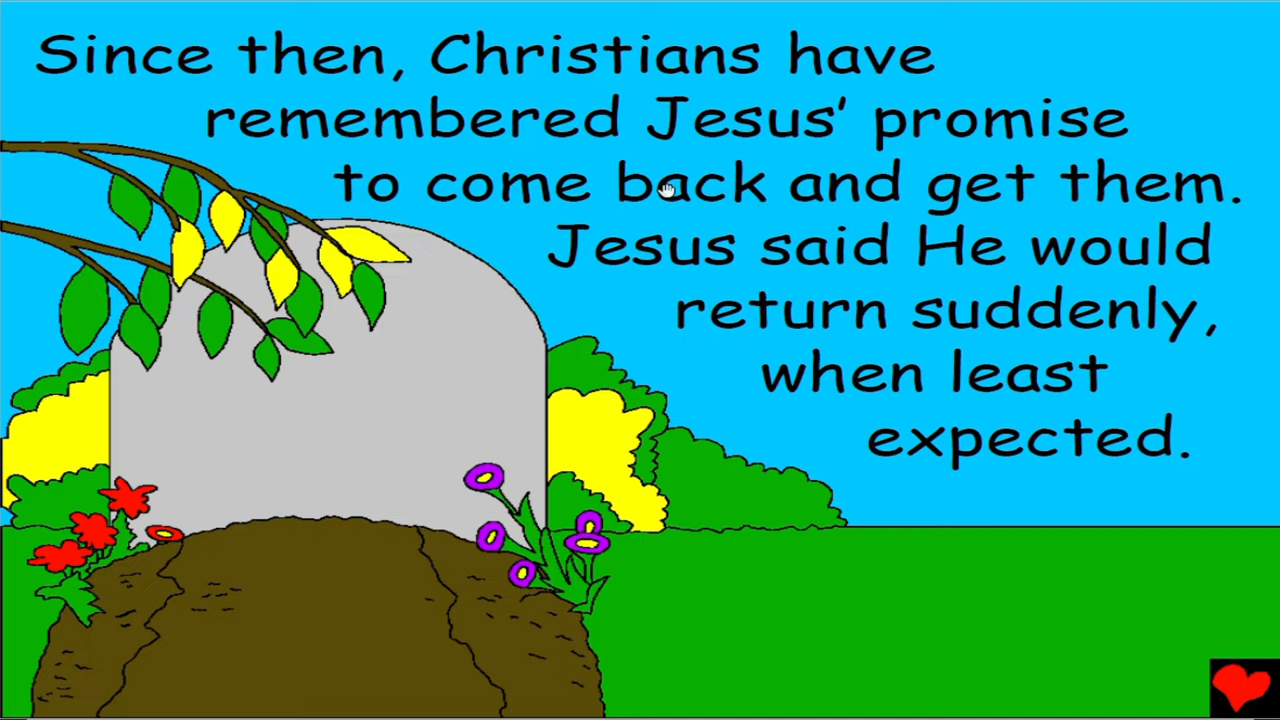 Since then, Christians have
remembered Jesus’ promise
to come back and get them.
Jesus said He would
return suddenly,
when least
expected.